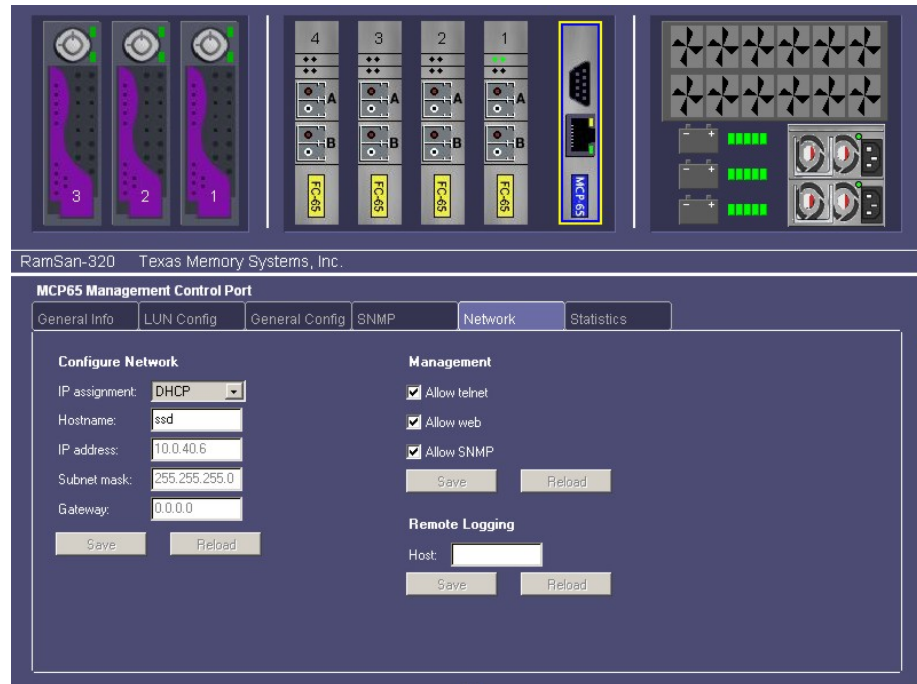 4 3 2 1
A A A A
B B B B
3 2 1
FC-65 FC-65 FC-65 FC-65 MCP-65
- +
- +
- +
RamSan-320 Texas Memory Systems, Inc.
MCP65 Management Control Port
General Info LUN Config General Config SNMP Network Statistics
Configure Network
IP assignment: DHCP
Hostname: ssd
IP address: 10.0.40.6
Subnet mask: 255.255.255.0
Gateway: 0.0.0.0
Save Reload
Management
Allow telnet
Allow web
Allow SNMP
Save Reload
Remote Logging
Host:
Save Reload